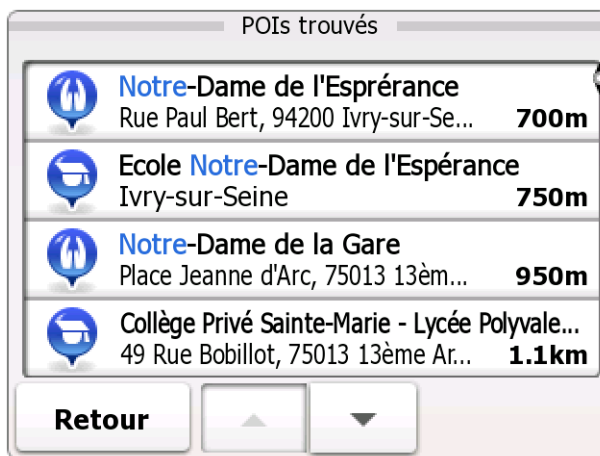 POIs trouvés
Notre-Dame de l'Esprérance
Rue Paul Bert, 94200 Ivry-sur-Se... 700m
Ecole Notre-Dame de l'Espérance
Ivry-sur-Seine 750m
Notre-Dame de la Gare
Place Jeanne d'Arc, 75013 13èm... 950m
Collège Privé Sainte-Marie - Lycée Polyvale...
49 Rue Bobillot, 75013 13ème Ar... 1.1km
Retour